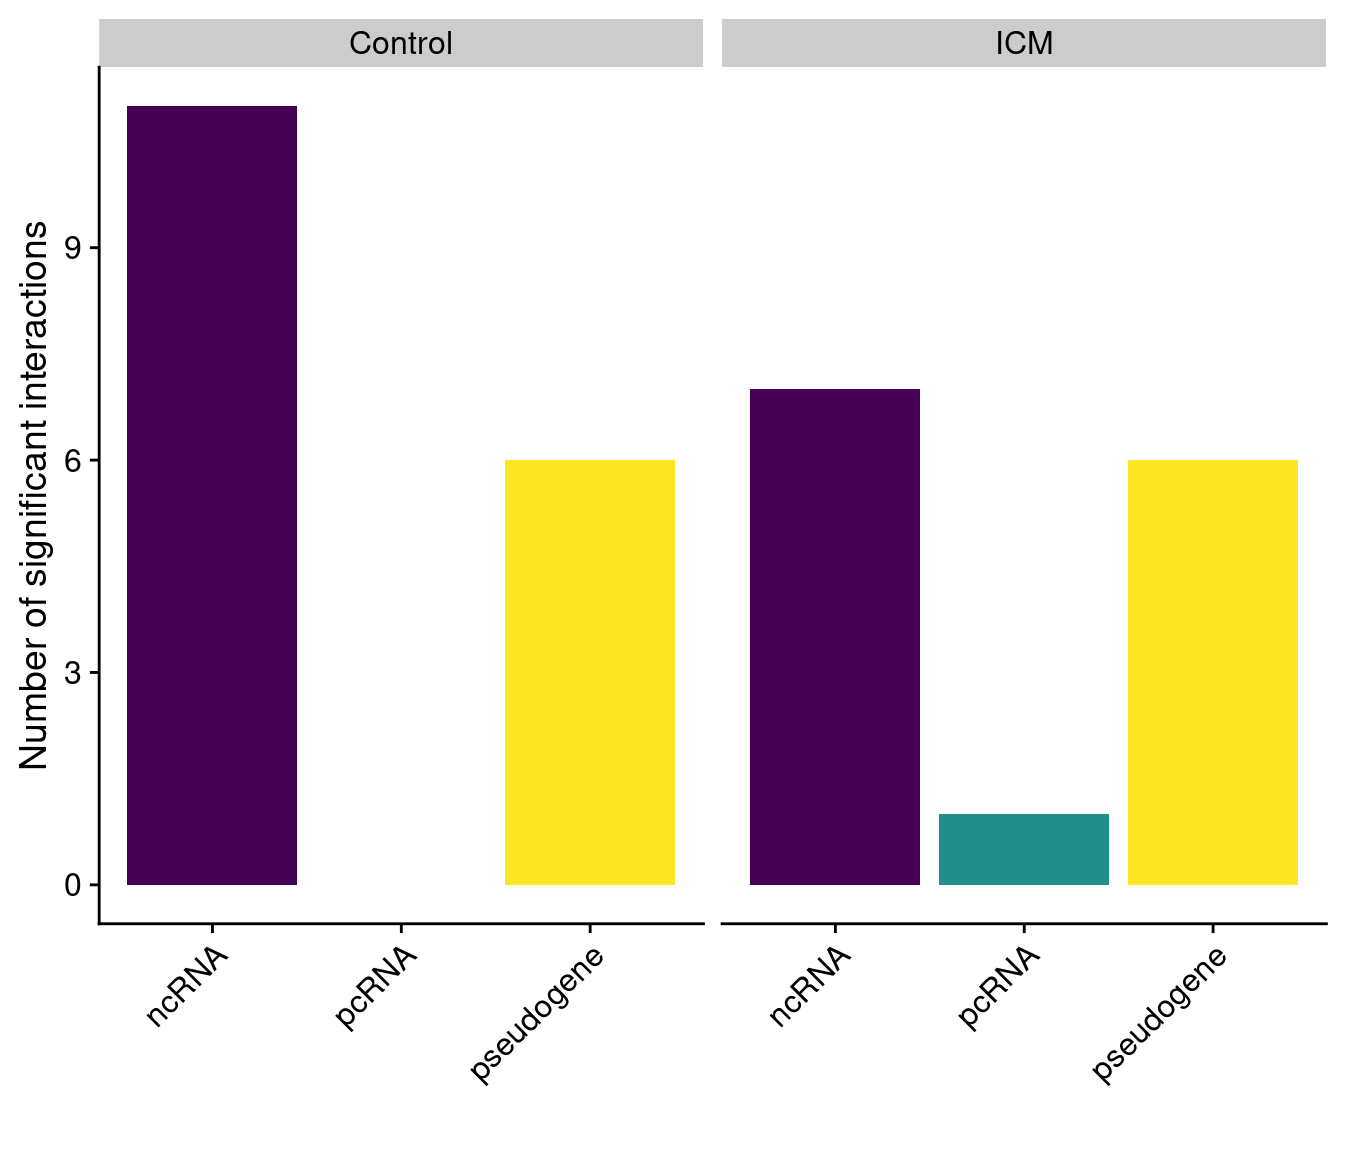 Control
ICM
Number of significant interactions
9
6
3
0
ncRNA
pcRNA
pseudogene
ncRNA
pcRNA
pseudogene